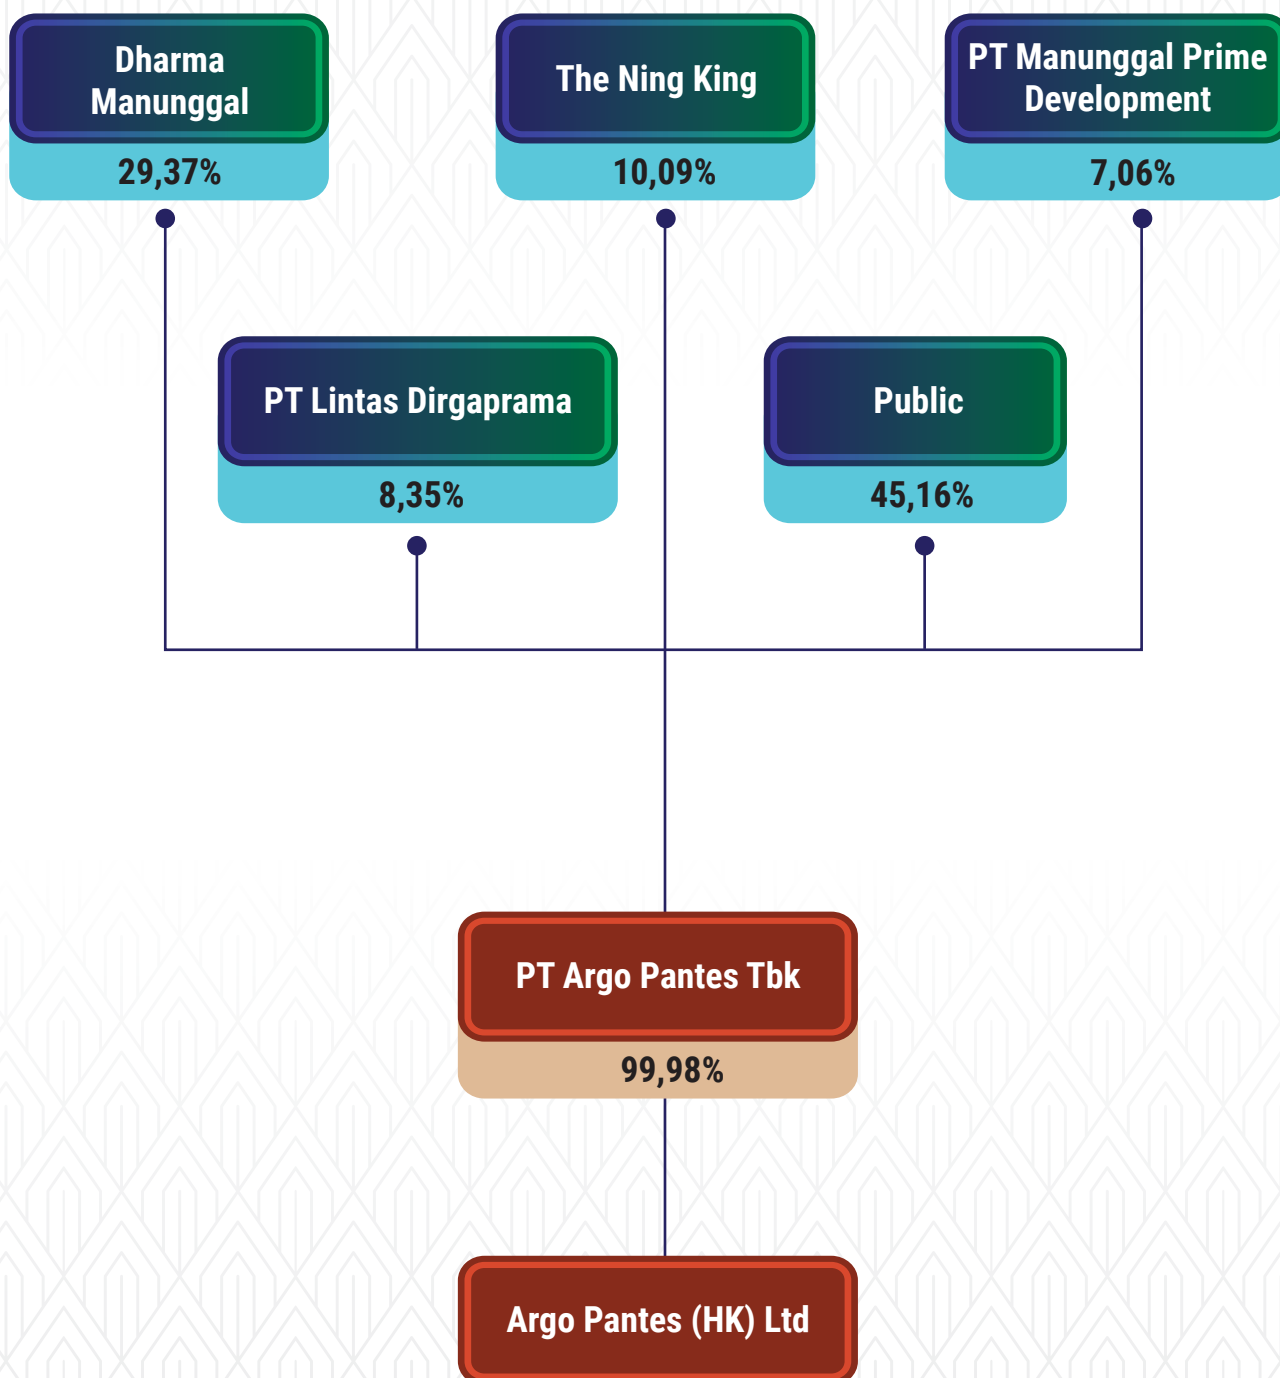 Dharma
Manunggal
29,37%
The Ning King
10,09%
PT Manunggal Prime
Development
7,06%
PT Lintas Dirgaprama
8,35%
Public
45,16%
PT Argo Pantes Tbk
99,98%
Argo Pantes (HK) Ltd